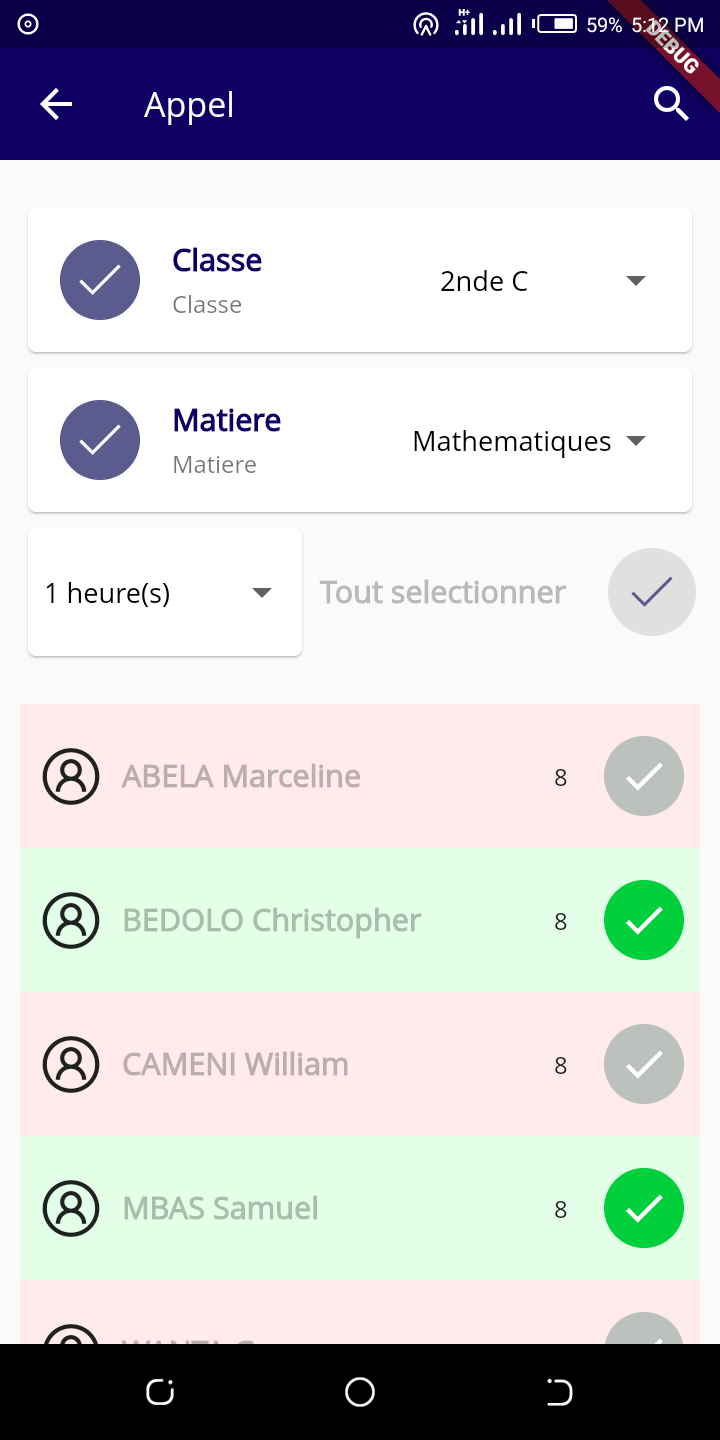 H+
59% 5:12 PM
DEBUG
Appel
Classe
Classe
2nde C
Matiere
Matiere
Mathematiques
1 heure(s)
Tout selectionner
ABELA Marceline
8
BEDOLO Christopher
8
CAMENI William
8
MBAS Samuel
8